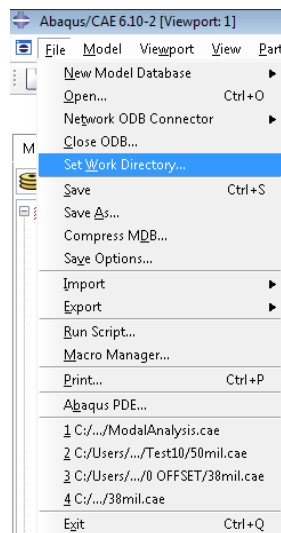 Abaqus/CAE 6.10-2 [Viewport: 1]
File Model Viewport View Part
New Model Database
Open... Ctrl+O
Network ODB Connector
Close ODB...
M
Set Work Directory...
Save Ctrl+S
Save As...
Compress MDB...
Save Options...
Import
Export
Run Script...
Macro Manager...
Print... Ctrl+P
Abaqus PDE...
1 C:/.../ModalAnalysis.cae
2 C:/Users/.../Test10/50mil.cae
3 C:/Users/.../0 OFFSET/38mil.cae
4 C:/.../38mil.cae
Exit Ctrl+Q